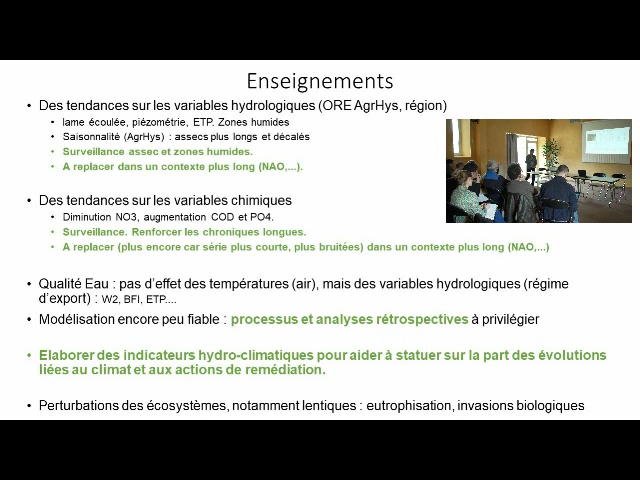 Enseignements
• Des tendances sur les variables hydrologiques (ORE AgrHys, région)
• lame écoulée, piézométrie, ETP. Zones humides
• Saisonnalité (AgrHys) : assecs plus longs et décalés
• Surveillance assec et zones humides.
• A replacer dans un contexte plus long (NAO,...).
• Des tendances sur les variables chimiques
• Diminution NO3, augmentation COD et PO4.
• Surveillance. Renforcer les chroniques longues.
• A replacer (plus encore car série plus courte, plus bruitées) dans un contexte plus long (NAO,...)
• Qualité Eau : pas d'effet des températures (air), mais des variables hydrologiques (régime
d'export) : W2, BFI, ETP....
• Modélisation encore peu fiable : processus et analyses rétrospectives à privilégier
• Elaborer des indicateurs hydro-climatiques pour aider à statuer sur la part des évolutions
liées au climat et aux actions de remédiation.
• Perturbations des écosystèmes, notamment lentiques : eutrophisation, invasions biologiques